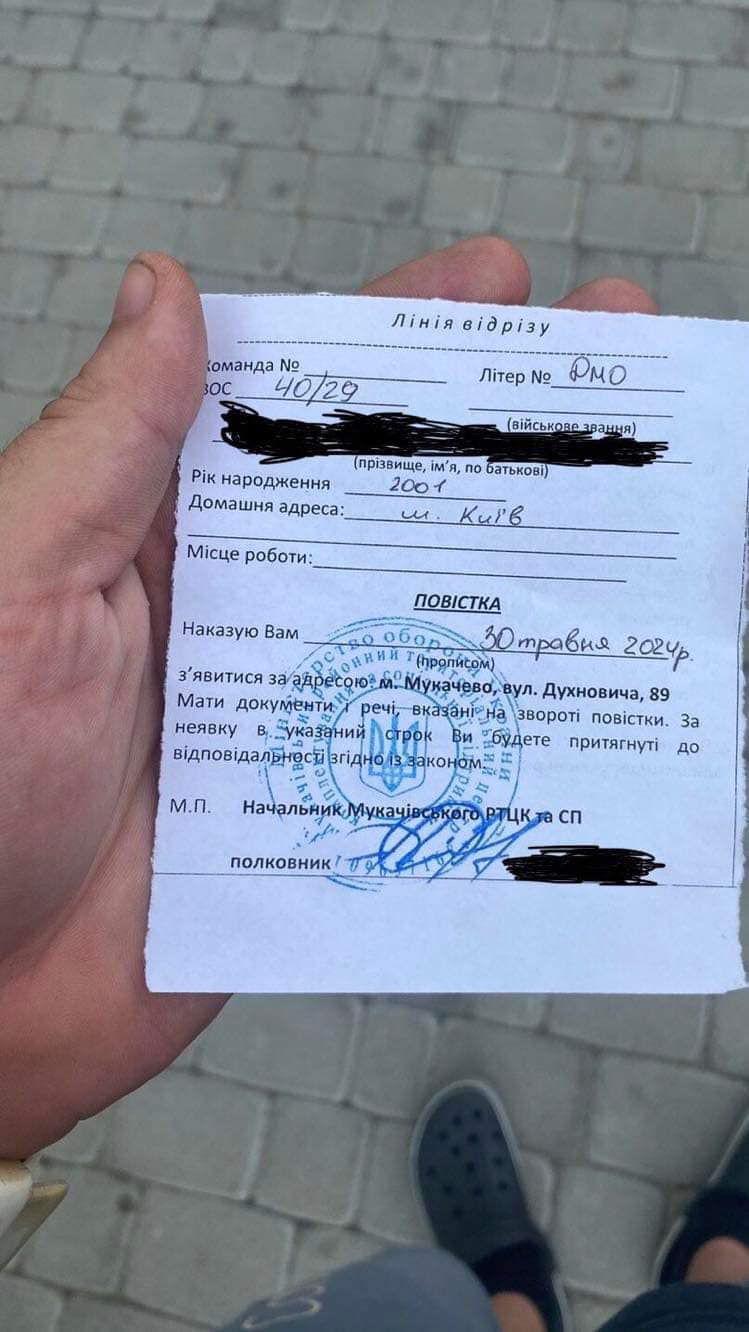 Лінія відрізу
Команда № Літер № РМО
ВОС 40/29
(військове звання)
(прізвище, ім’я, по батькові)
Рік народження 2001
Домашня адреса: м. Київ
Місце роботи:
ПОВІСТКА
Наказую Вам 30 травня 2024р.
(прописом)
з’явитися за адресою: м. Мукачево, вул. Духновича, 89
Мати документи і речі, вказані на звороті повістки. За
неявку в указаний строк Ви будете притягнуті до
відповідальності згідно із законом.
М.П. Начальник Мукачівського РТЦК та СП
полковник
Міністерство оборони України